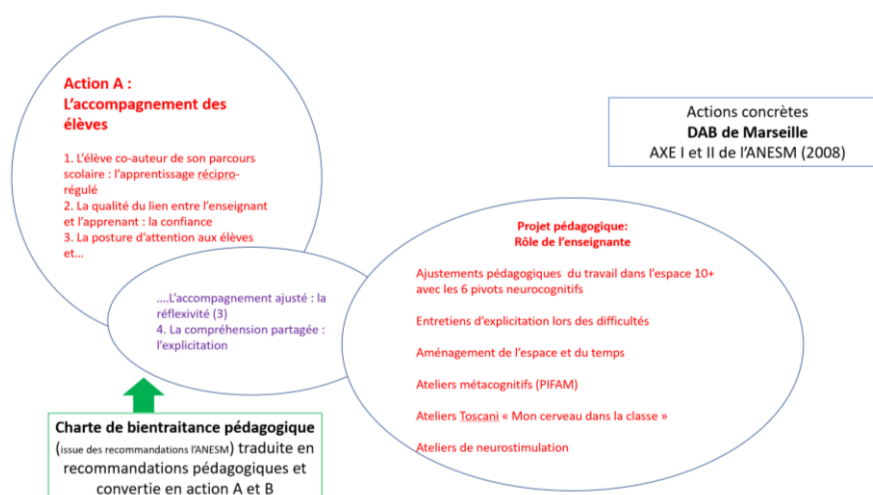 Action A :
L'accompagnement des
élèves
1. L'élève co-auteur de son parcours
scolaire : l'apprentissage récipro-
régulé
2. La qualité du lien entre l'enseignant
et l'apprenant : la confiance
3. La posture d'attention aux élèves
et...
....L'accompagnement ajusté : la
réflexivité (3)
4. La compréhension partagée :
l'explicitation
Charte de bientraitance pédagogique
(issue des recommandations l'ANESM) traduite en
recommandations pédagogiques et
convertie en action A et B
Actions concrètes
DAB de Marseille
AXE I et II de l'ANESM (2008)
Projet pédagogique:
Rôle de l'enseignante
Ajustements pédagogiques du travail dans l'espace 10+
avec les 6 pivots neurocognitifs
Entretiens d'explicitation lors des difficultés
Aménagement de l'espace et du temps
Ateliers métacognitifs (PIFAM)
Ateliers Toscani « Mon cerveau dans la classe »
Ateliers de neurostimulation